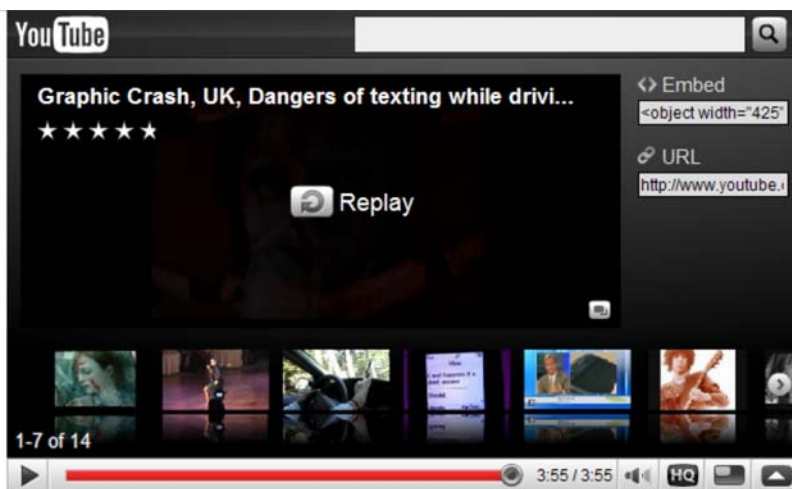 YouTube
Graphic Crash, UK, Dangers of texting while drivi...
Embed
<object width="425"
URL
http://www.youtube.
Replay
1-7 of 14
3:55 / 3:55
HQ